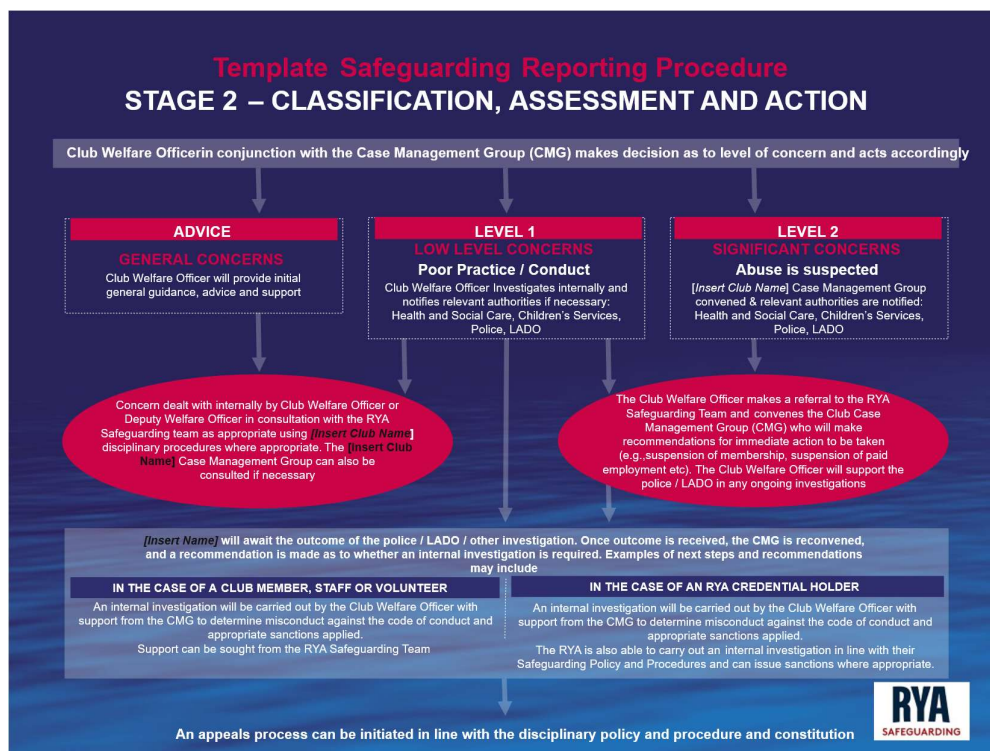 Template Safeguarding Reporting Procedure
STAGE 2 – CLASSIFICATION, ASSESSMENT AND ACTION
Club Welfare Officerin conjunction with the Case Management Group (CMG) makes decision as to level of concern and acts accordingly
ADVICE
GENERAL CONCERNS
Club Welfare Officer will provide initial
general guidance, advice and support
LEVEL 1
LOW LEVEL CONCERNS
Poor Practice / Conduct
Club Welfare Officer Investigates internally and
notifies relevant authorities if necessary:
Health and Social Care, Children's Services,
Police, LADO
LEVEL 2
SIGNIFICANT CONCERNS
Abuse is suspected
[Insert Club Name] Case Management Group
convened & relevant authorities are notified:
Health and Social Care, Children's Services,
Police, LADO
Concern dealt with internally by Club Welfare Officer or
Deputy Welfare Officer in consultation with the RYA
Safeguarding team as appropriate using [Insert Club Name]
disciplinary procedures where appropriate. The [Insert Club
Name] Case Management Group can also be
consulted if necessary
The Club Welfare Officer makes a referral to the RYA
Safeguarding Team and convenes the Club Case
Management Group (CMG) who will make
recommendations for immediate action to be taken
(e.g.,suspension of membership, suspension of paid
employment etc). The Club Welfare Officer will support the
police / LADO in any ongoing investigations
[Insert Name] will await the outcome of the police / LADO / other investigation. Once outcome is received, the CMG is reconvened,
and a recommendation is made as to whether an internal investigation is required. Examples of next steps and recommendations
may include
IN THE CASE OF A CLUB MEMBER, STAFF OR VOLUNTEER
An internal investigation will be carried out by the Club Welfare Officer with
support from the CMG to determine misconduct against the code of conduct and
appropriate sanctions applied.
Support can be sought from the RYA Safeguarding Team
IN THE CASE OF AN RYA CREDENTIAL HOLDER
An internal investigation will be carried out by the Club Welfare Officer with
support from the CMG to determine misconduct against the code of conduct and
appropriate sanctions applied.
The RYA is also able to carry out an internal investigation in line with their
Safeguarding Policy and Procedures and can issue sanctions where appropriate.
An appeals process can be initiated in line with the disciplinary policy and procedure and constitution
RYA
SAFEGUARDING